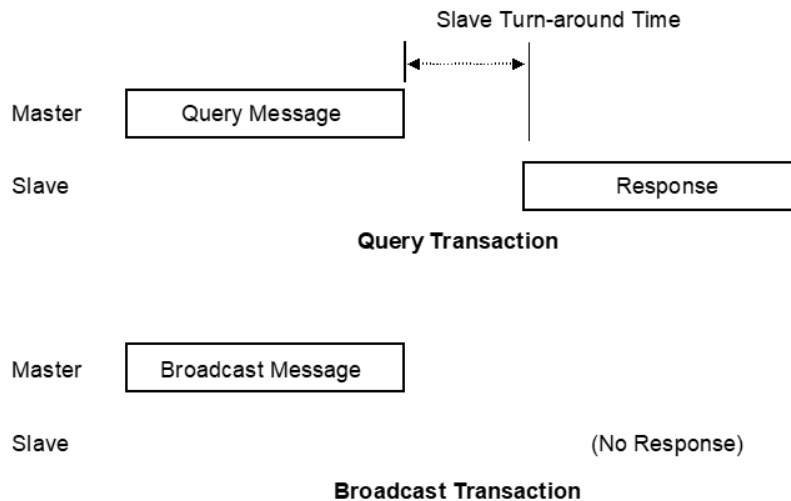 Slave Turn-around Time
Master
Query Message
Slave
Response
Query Transaction
Master
Broadcast Message
Slave
(No Response)
Broadcast Transaction